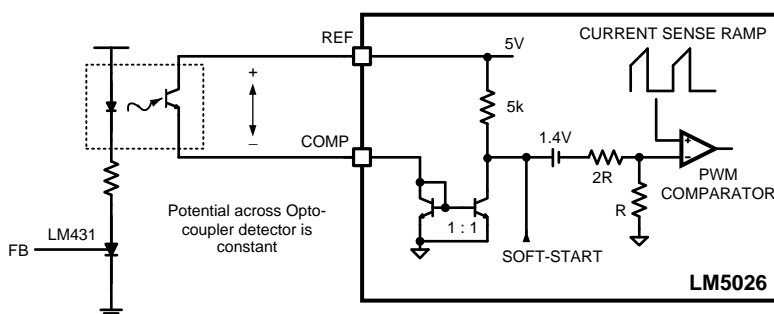 REF
5V
CURRENT SENSE RAMP
+
5k
–
1.4V
COMP
2R
+
–
PWM
COMPARATOR
R
LM431
Potential across Opto-
coupler detector is
constant
1 : 1
FB
SOFT-START
LM5026